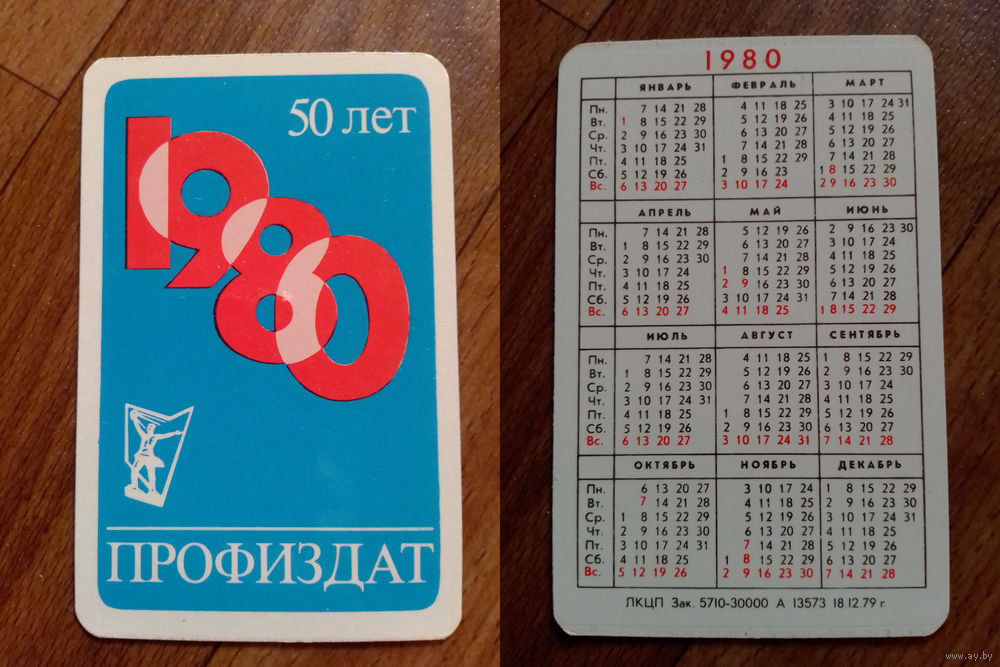 50 лет
1980
ПРОФИЗДАТ
1980
ЯНВАРЬ ФЕВРАЛЬ МАРТ
Пн. 7 14 21 28 4 11 18 25 3 10 17 24 31
Вт. 1 8 15 22 29 5 12 19 26 4 11 18 25
Ср. 2 9 16 23 30 6 13 20 27 5 12 19 26
Чт. 3 10 17 24 31 7 14 21 28 6 13 20 27
Пт. 4 11 18 25 1 8 15 22 29 7 14 21 28
Сб. 5 12 19 26 2 9 16 23 1 8 15 22 29
Вс. 6 13 20 27 3 10 17 24 2 9 16 23 30
АПРЕЛЬ МАЙ ИЮНЬ
Пн. 7 14 21 28 5 12 19 26 2 9 16 23 30
Вт. 1 8 15 22 29 6 13 20 27 3 10 17 24
Ср. 2 9 16 23 30 7 14 21 28 4 11 18 25
Чт. 3 10 17 24 1 8 15 22 29 5 12 19 26
Пт. 4 11 18 25 2 9 16 23 30 6 13 20 27
Сб. 5 12 19 26 3 10 17 24 31 7 14 21 28
Вс. 6 13 20 27 4 11 18 25 1 8 15 22 29
ИЮЛЬ АВГУСТ СЕНТЯБРЬ
Пн. 7 14 21 28 4 11 18 25 1 8 15 22 29
Вт. 1 8 15 22 29 5 12 19 26 2 9 16 23 30
Ср. 2 9 16 23 30 6 13 20 27 3 10 17 24
Чт. 3 10 17 24 31 7 14 21 28 4 11 18 25
Пт. 4 11 18 25 1 8 15 22 29 5 12 19 26
Сб. 5 12 19 26 2 9 16 23 30 6 13 20 27
Вс. 6 13 20 27 3 10 17 24 31 7 14 21 28
ОКТЯБРЬ НОЯБРЬ ДЕКАБРЬ
Пн. 6 13 20 27 3 10 17 24 1 8 15 22 29
Вт. 7 14 21 28 4 11 18 25 2 9 16 23 30
Ср. 1 8 15 22 29 5 12 19 26 3 10 17 24 31
Чт. 2 9 16 23 30 6 13 20 27 4 11 18 25
Пт. 3 10 17 24 31 7 14 21 28 5 12 19 26
Сб. 4 11 18 25 1 8 15 22 29 6 13 20 27
Вс. 5 12 19 26 2 9 16 23 30 7 14 21 28
ЛКЦП Зак. 5710-30000 А 13573 18.12.79 г.
www.ay.by